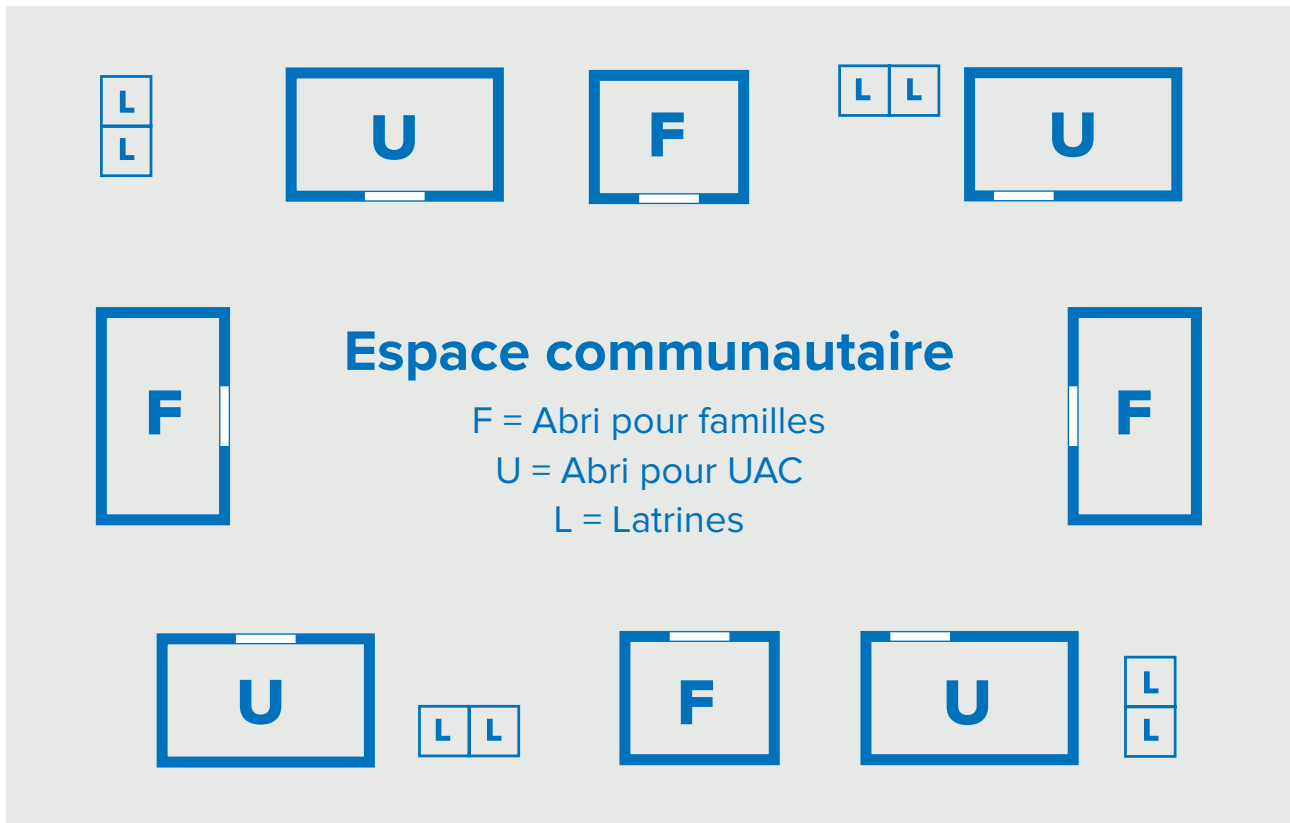 L
L
U
F
L L
U
F
Espace communautaire
F = Abri pour familles
U = Abri pour UAC
L = Latrines
F
U
L L
F
U
L
L